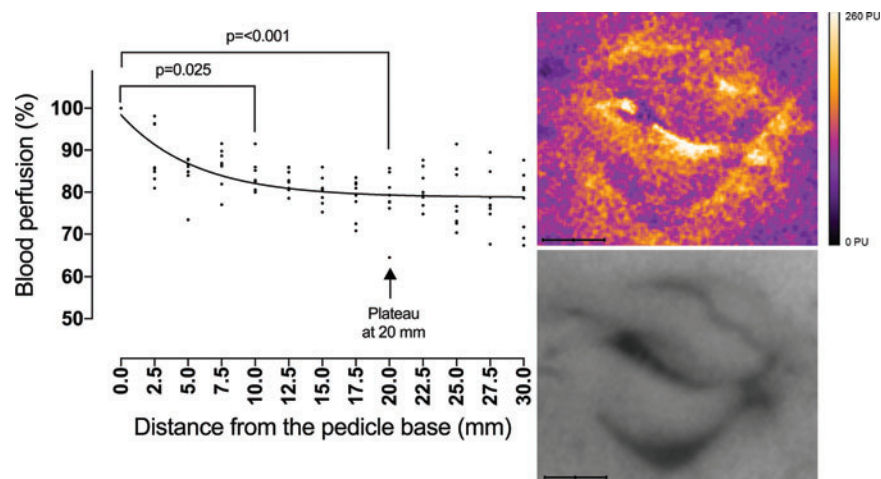 p=<0.001
p=0.025
100
90
80
70
60
50
Blood perfusion (%)
Plateau
at 20 mm
0.0
2.5
5.0
7.5
10.0
12.5
15.0
17.5
20.0
22.5
25.0
27.5
30.0
Distance from the pedicle base (mm)
260 PU
0 PU